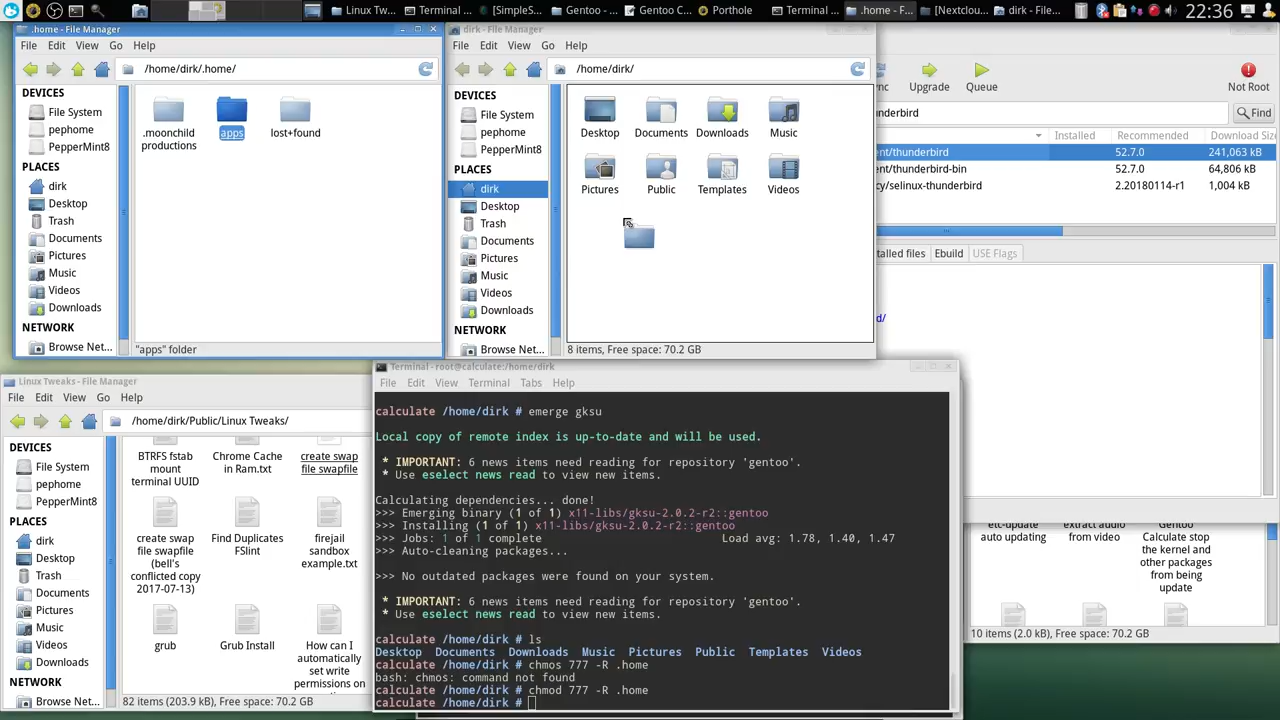 Linux Tw...
Terminal ...
[SimpleS...
Gentoo - ...
Gentoo C...
Porthole
Terminal ...
.home - F...
[Nextclou...
dirk - File...
22:36
.home - File Manager
File Edit View Go Help
/home/dirk/.home/
DEVICES
File System
pephome
PepperMint8
PLACES
dirk
Desktop
Trash
Documents
Pictures
Music
Videos
Downloads
NETWORK
Browse Net...
.moonchild
productions
apps
lost+found
"apps" folder
dirk - File Manager
File Edit View Go Help
/home/dirk/
DEVICES
File System
pephome
PepperMint8
PLACES
dirk
Desktop
Trash
Documents
Pictures
Music
Videos
Downloads
NETWORK
Browse Net...
Desktop Documents Downloads Music
Pictures Public Templates Videos
8 items, Free space: 70.2 GB
Upgrade Queue Not Root
Find
Installed Recommended Download Size
ent/thunderbird 52.7.0 241,063 kB
ent/thunderbird-bin 52.7.0 64,806 kB
cy/selinux-thunderbird 2.20180114-r1 1,004 kB
alled files Ebuild USE Flags
d/
Linux Tweaks - File Manager
File Edit View Go Help
/home/dirk/Public/Linux Tweaks/
DEVICES
File System
pephome
PepperMint8
PLACES
dirk
Desktop
Trash
Documents
Pictures
Music
Videos
Downloads
NETWORK
Browse Net...
BTRFS fstab
mount
terminal UUID
Chrome Cache
in Ram.txt
create swap
file swapfile
create swap
file swapfile
(bell's
conflicted copy
2017-07-13)
Find Duplicates
FSlint
firejail
sandbox
example.txt
grub
Grub Install
How can I
automatically
set write
permissions on
82 items (203.9 kB), Free space: 70.2 GB
Terminal - root@calculate:/home/dirk
File Edit View Terminal Tabs Help
calculate /home/dirk # emerge gksu
Local copy of remote index is up-to-date and will be used.
* IMPORTANT: 6 news items need reading for repository 'gentoo'.
* Use eselect news read to view new items.
Calculating dependencies... done!
>>> Emerging binary (1 of 1) x11-libs/gksu-2.0.2-r2::gentoo
>>> Installing (1 of 1) x11-libs/gksu-2.0.2-r2::gentoo
>>> Jobs: 1 of 1 complete Load avg: 1.78, 1.40, 1.47
>>> Auto-cleaning packages...
>>> No outdated packages were found on your system.
* IMPORTANT: 6 news items need reading for repository 'gentoo'.
* Use eselect news read to view new items.
calculate /home/dirk # ls
Desktop Documents Downloads Music Pictures Public Templates Videos
calculate /home/dirk # chmos 777 -R .home
bash: chmos: command not found
calculate /home/dirk # chmod 777 -R .home
calculate /home/dirk #
etc-update
auto updating
extract audio
from video
Gentoo
Calculate stop
the kernel and
other packages
from being
update
10 items (2.0 kB), Free space: 70.2 GB